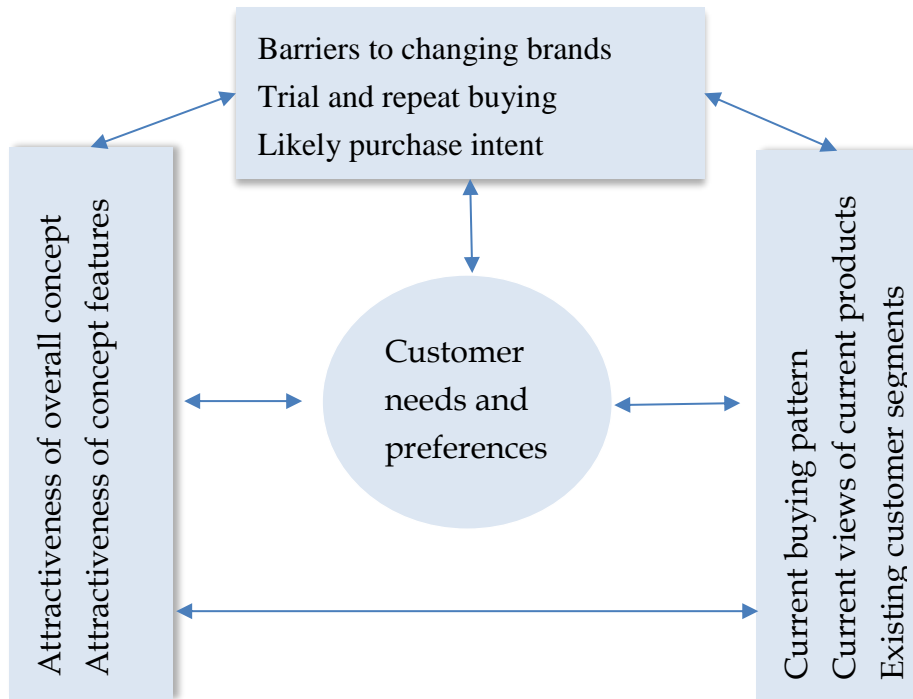 Barriers to changing brands
Trial and repeat buying
Likely purchase intent
Attractiveness of overall concept
Attractiveness of concept features
Customer
needs and
preferences
Current buying pattern
Current views of current products
Existing customer segments